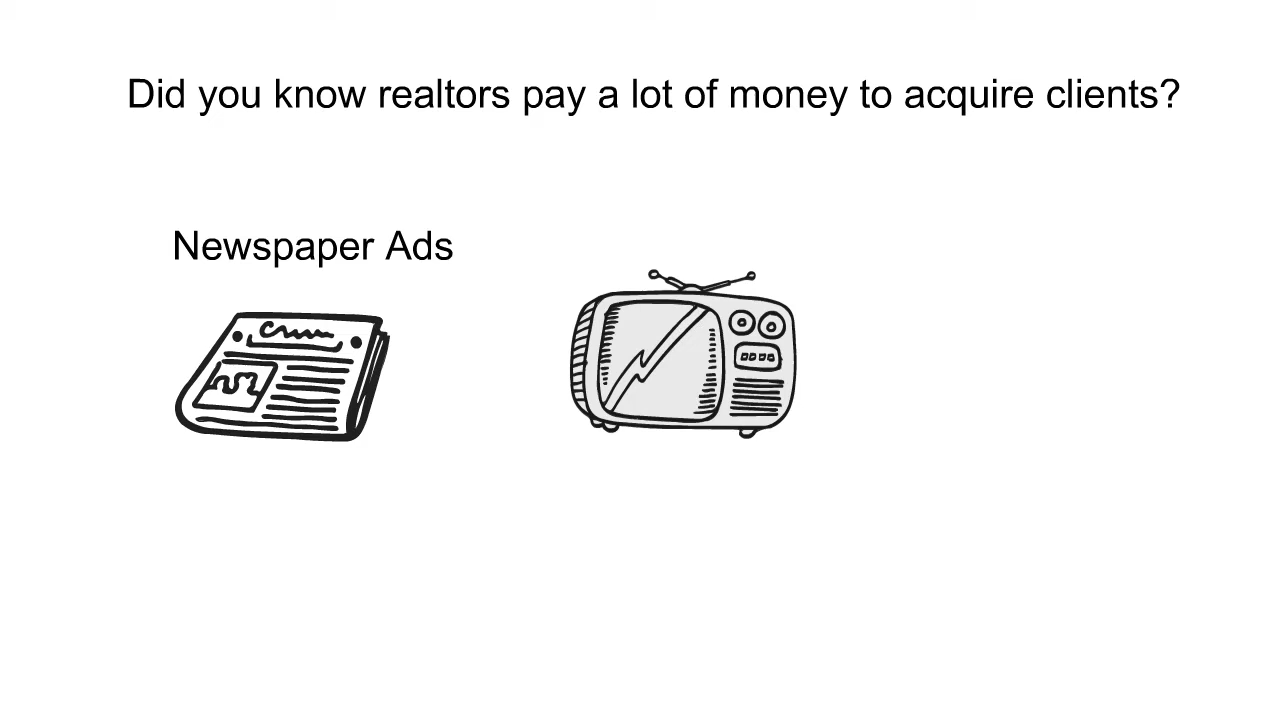 Did you know realtors pay a lot of money to acquire clients?
Newspaper Ads